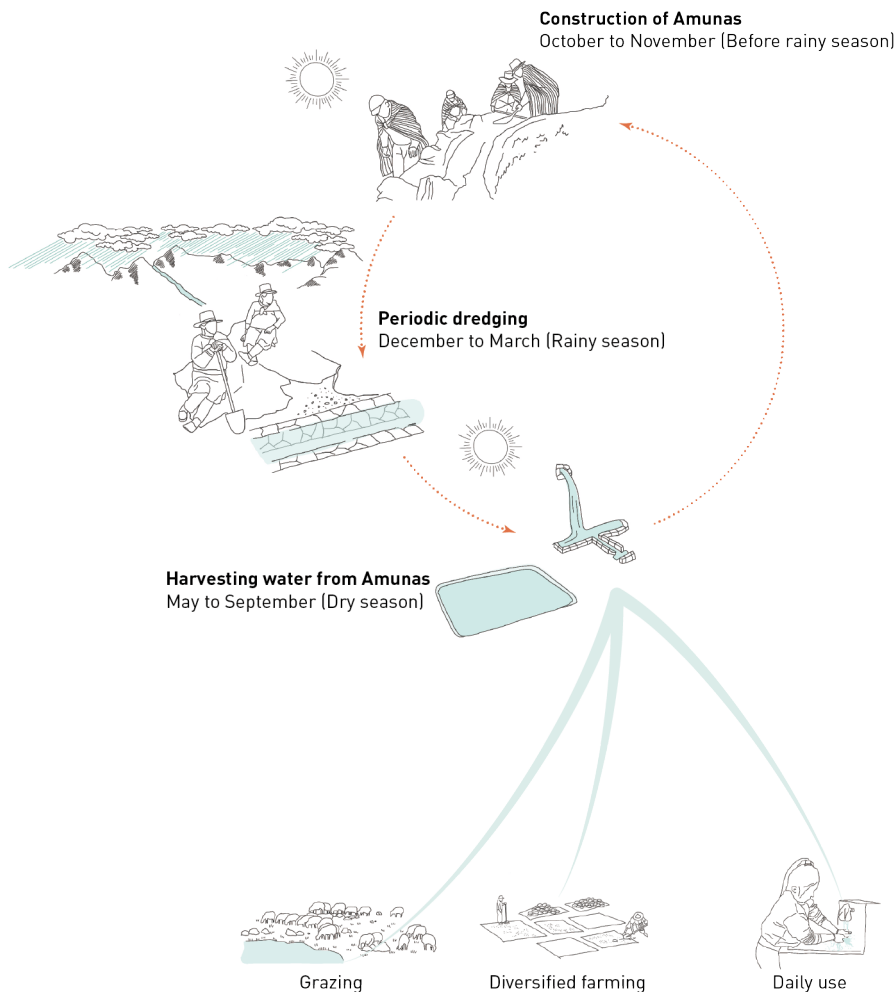 Construction of Amunas
October to November (Before rainy season)
Periodic dredging
December to March (Rainy season)
Harvesting water from Amunas
May to September (Dry season)
Grazing
Diversified farming
Daily use